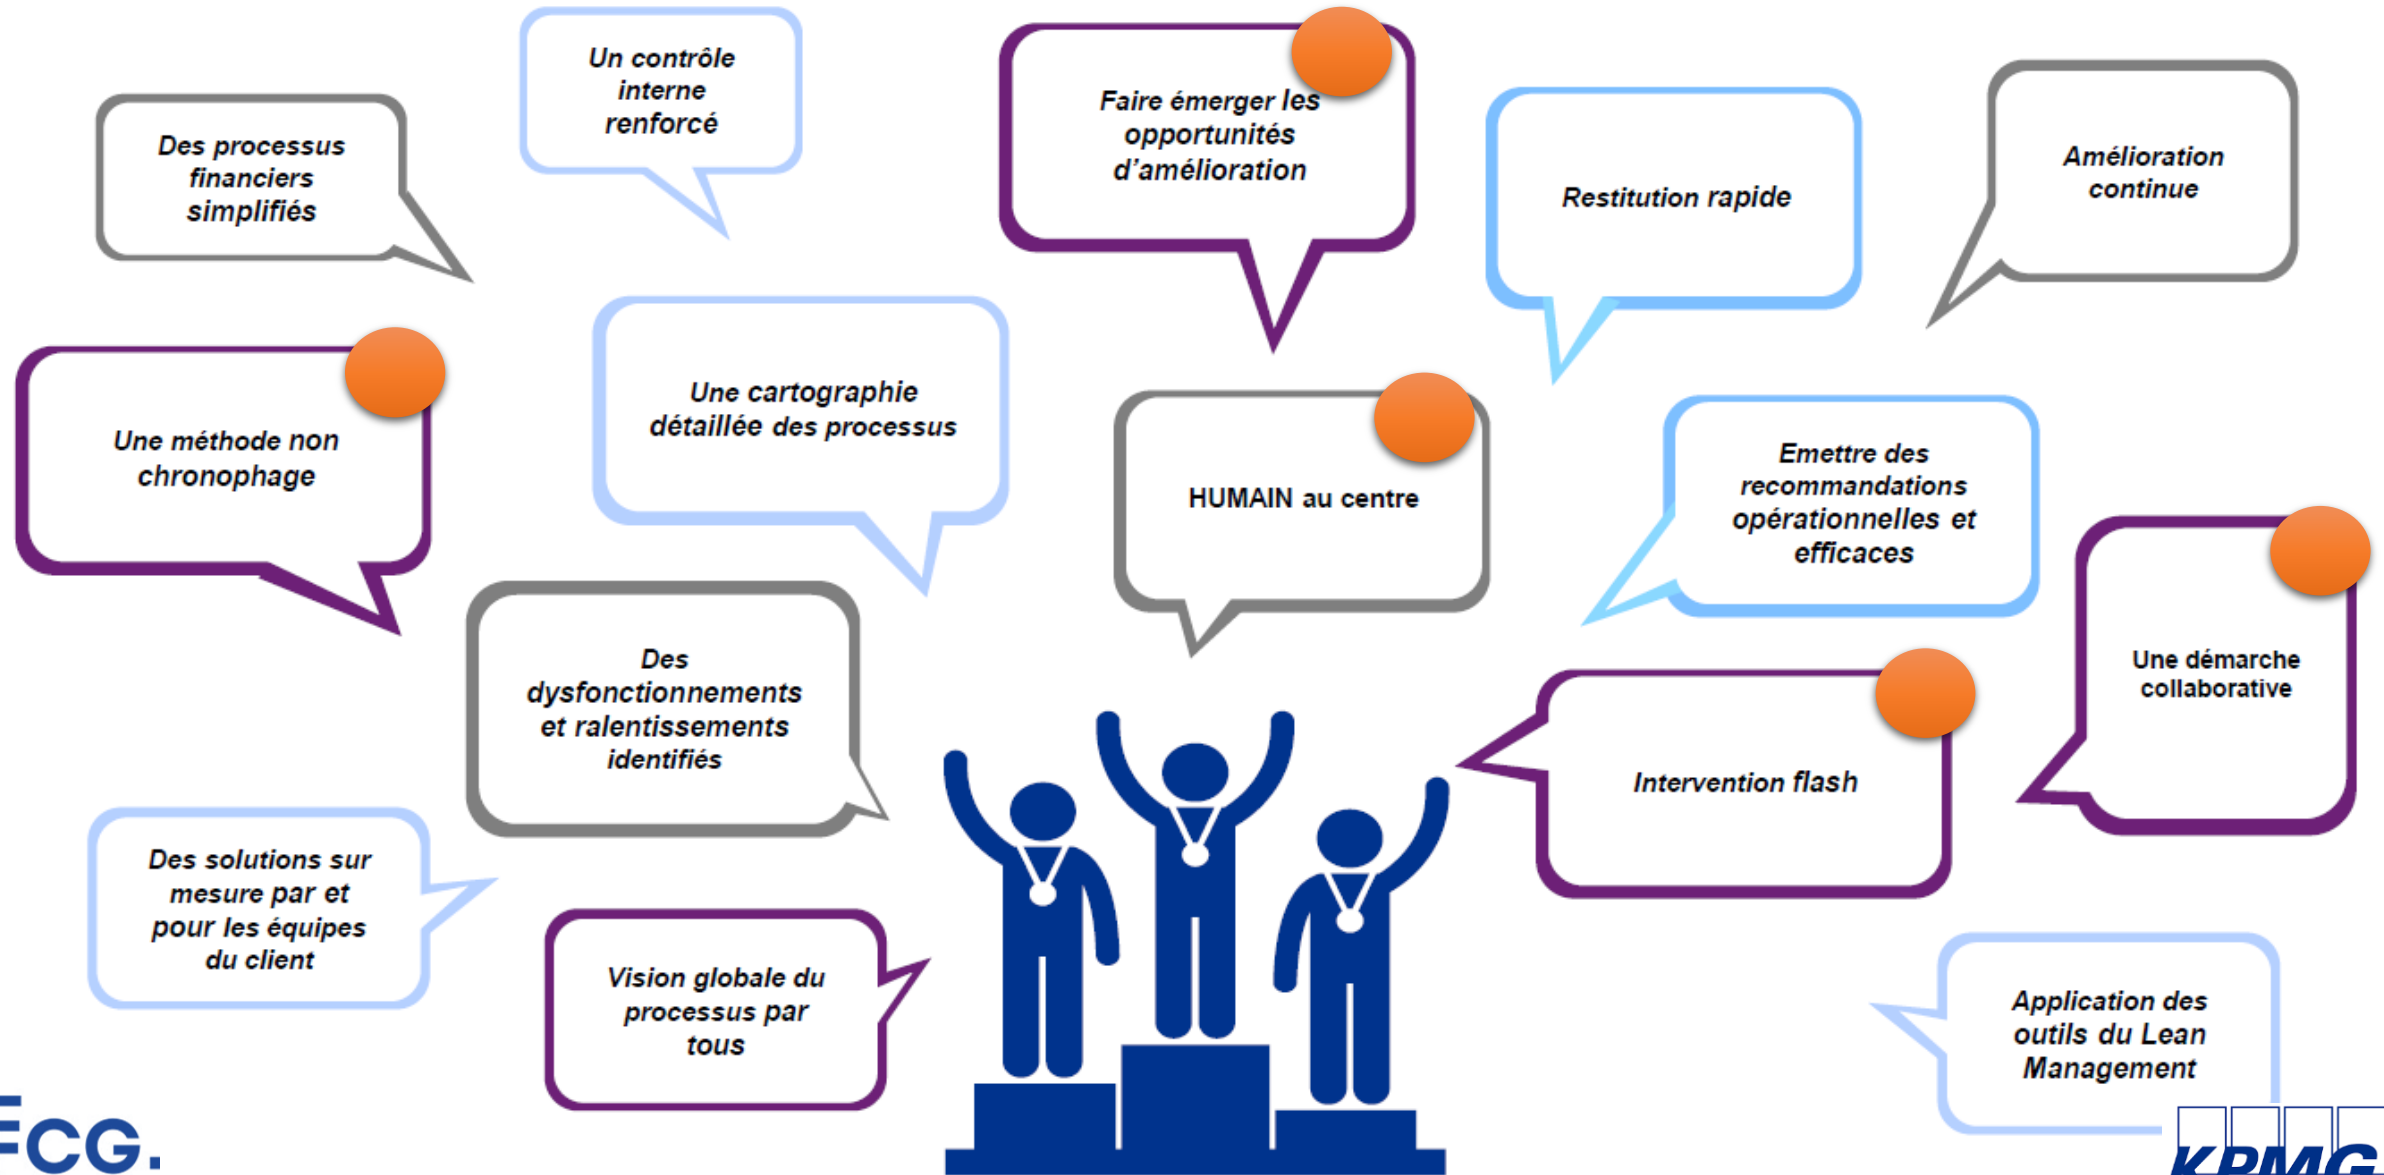 Des processus
financiers
simplifiés
Un contrôle
interne
renforcé
Faire émerger les
opportunités
d'amélioration
Restitution rapide
Amélioration
continue
Une méthode non
chronophage
Une cartographie
détaillée des processus
HUMAIN au centre
Emettre des
recommandations
opérationnelles et
efficaces
Une démarche
collaborative
Des
dysfonctionnements
et ralentissements
identifiés
Intervention flash
Des solutions sur
mesure par et
pour les équipes
du client
Vision globale du
processus par
tous
Application des
outils du Lean
Management
FCG.
KPMG